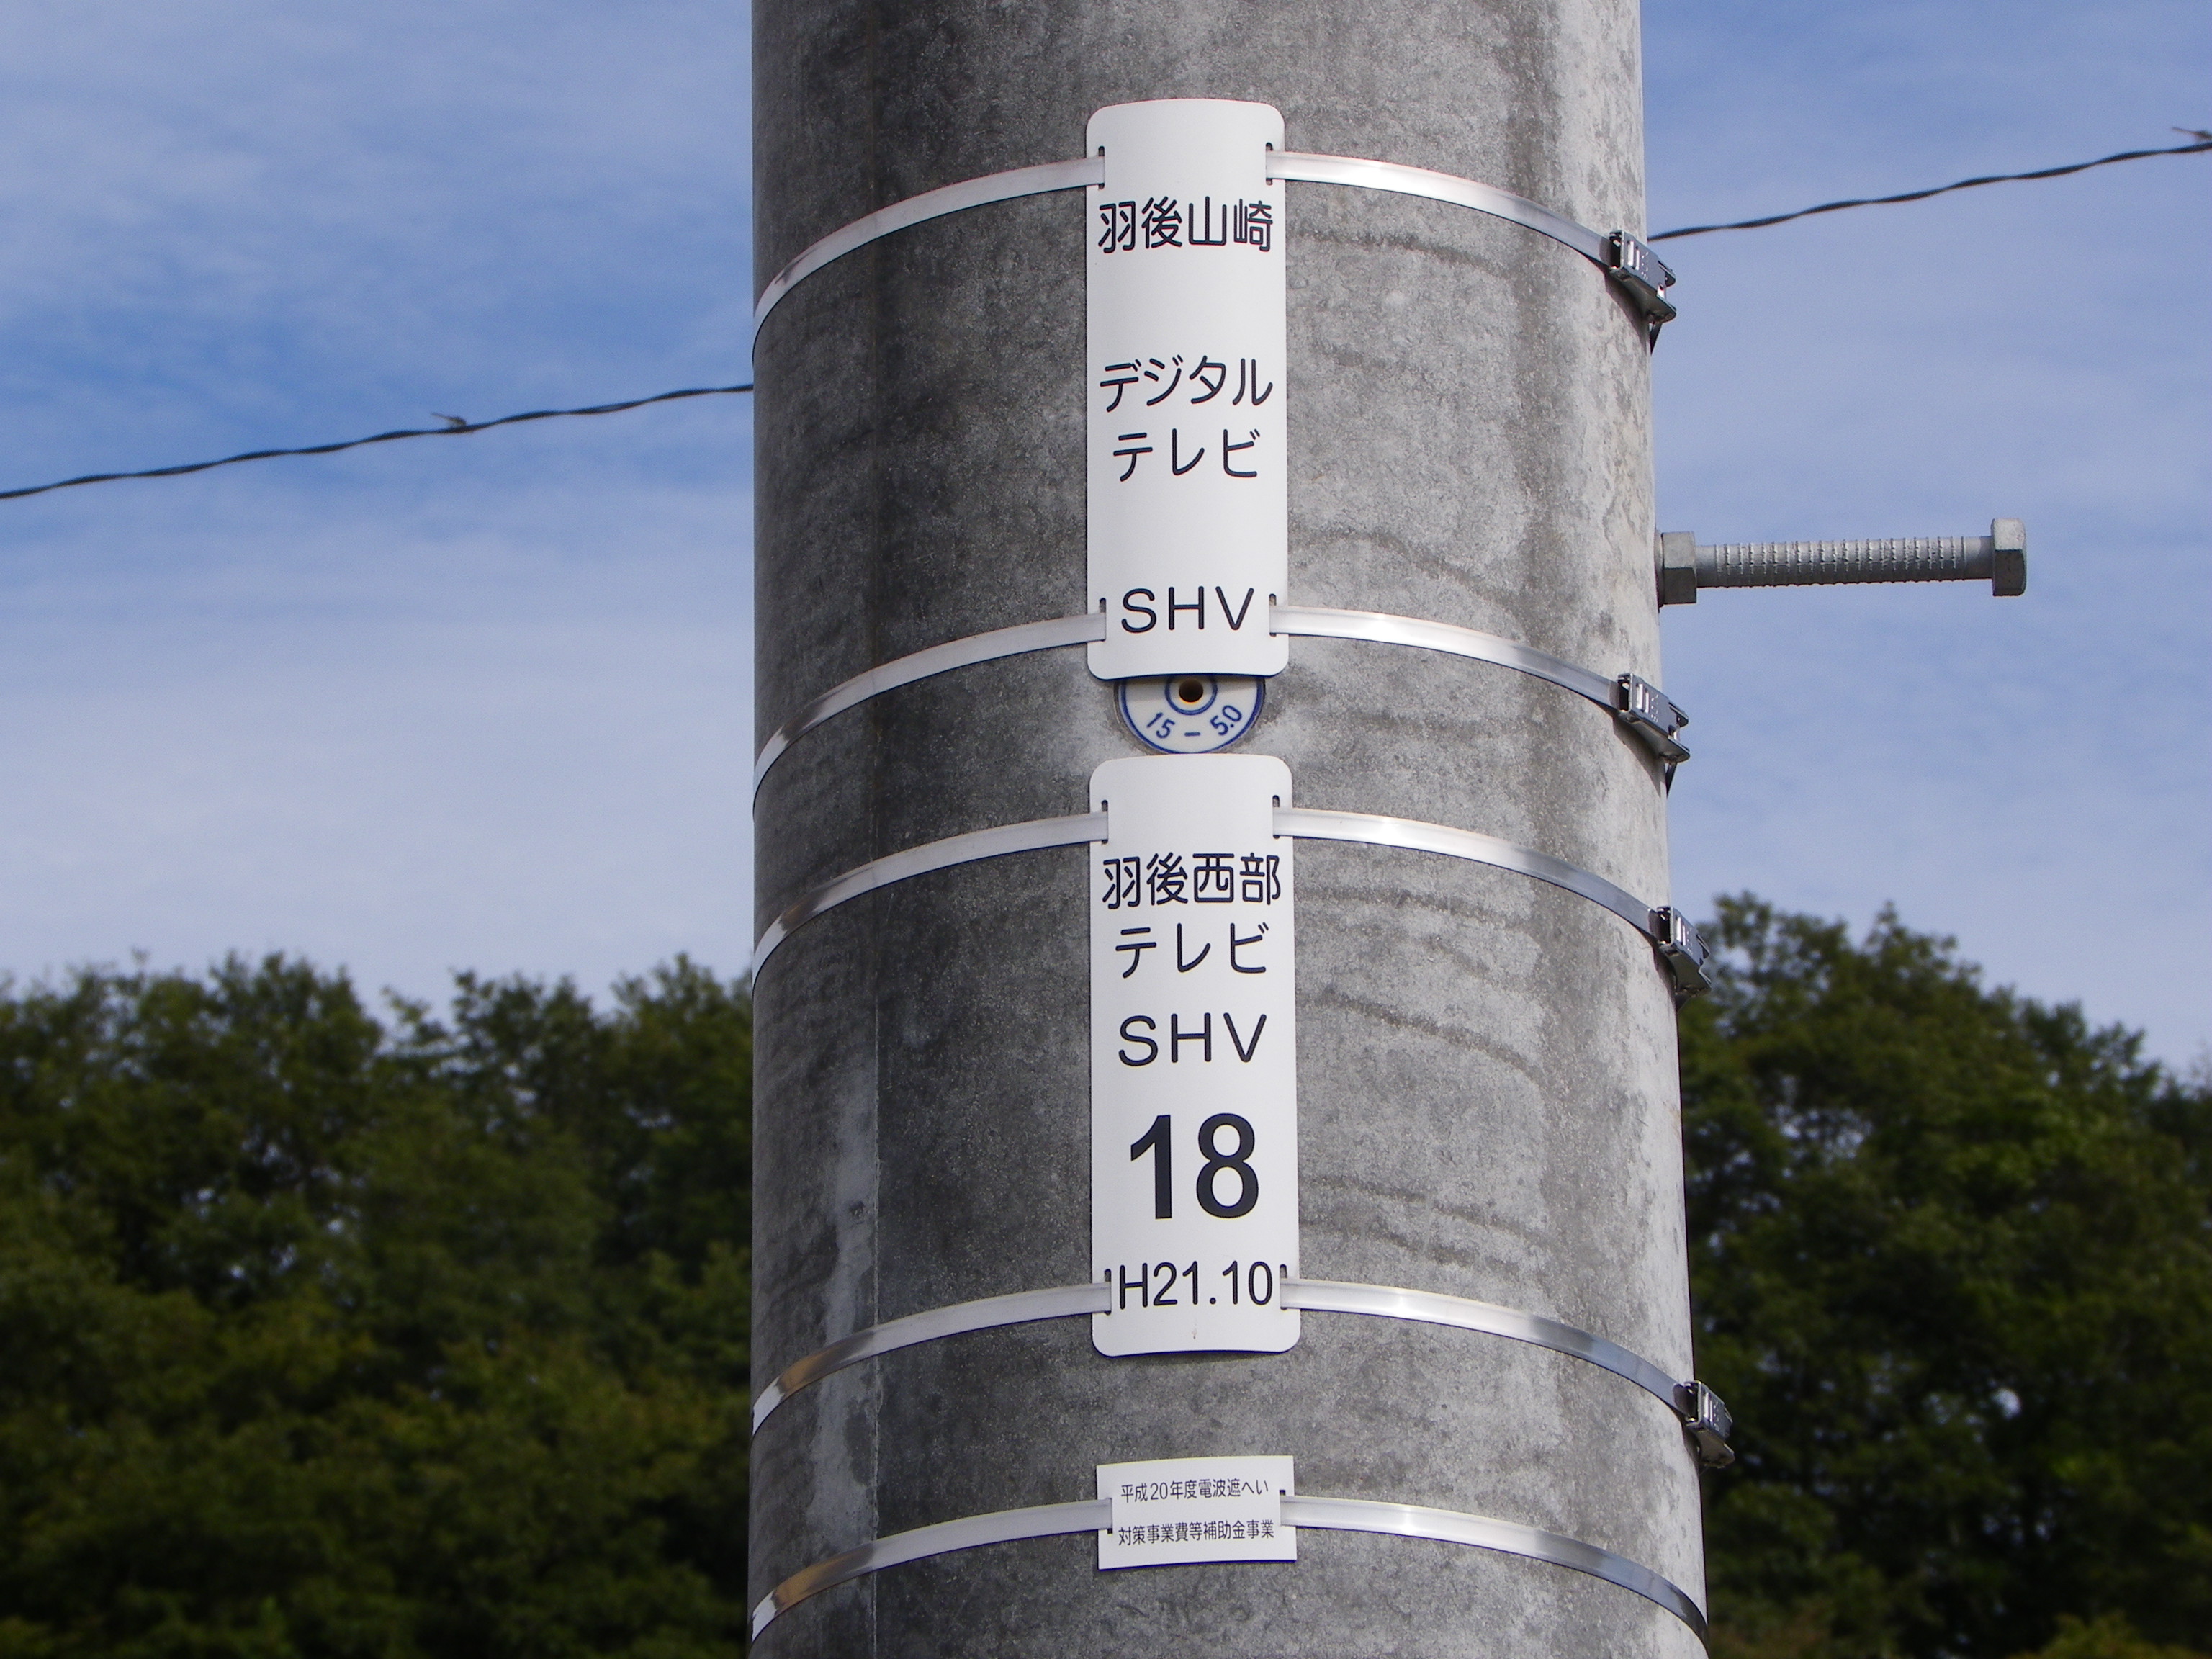 羽後山崎
デジタル
テレビ
SHV
15-5.0
羽後西部
テレビ
SHV
18
H21.10
平成20年度電波遮へい
対策事業費等補助金事業